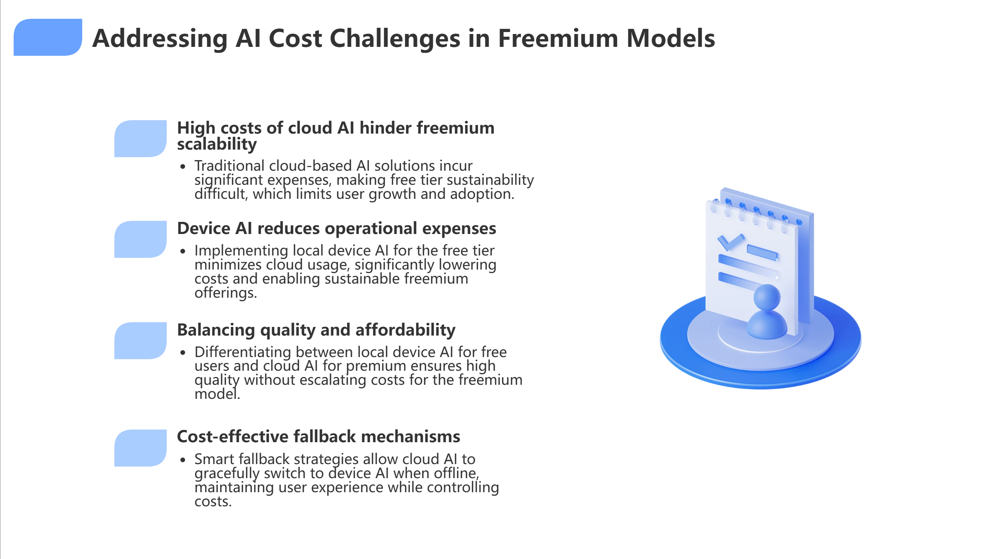 Addressing AI Cost Challenges in Freemium Models
High costs of cloud AI hinder freemium
scalability
• Traditional cloud-based AI solutions incur
significant expenses, making free tier sustainability
difficult, which limits user growth and adoption.
Device AI reduces operational expenses
• Implementing local device AI for the free tier
minimizes cloud usage, significantly lowering
costs and enabling sustainable freemium
offerings.
Balancing quality and affordability
• Differentiating between local device AI for free
users and cloud AI for premium ensures high
quality without escalating costs for the freemium
model.
Cost-effective fallback mechanisms
• Smart fallback strategies allow cloud AI to
gracefully switch to device AI when offline,
maintaining user experience while controlling
costs.